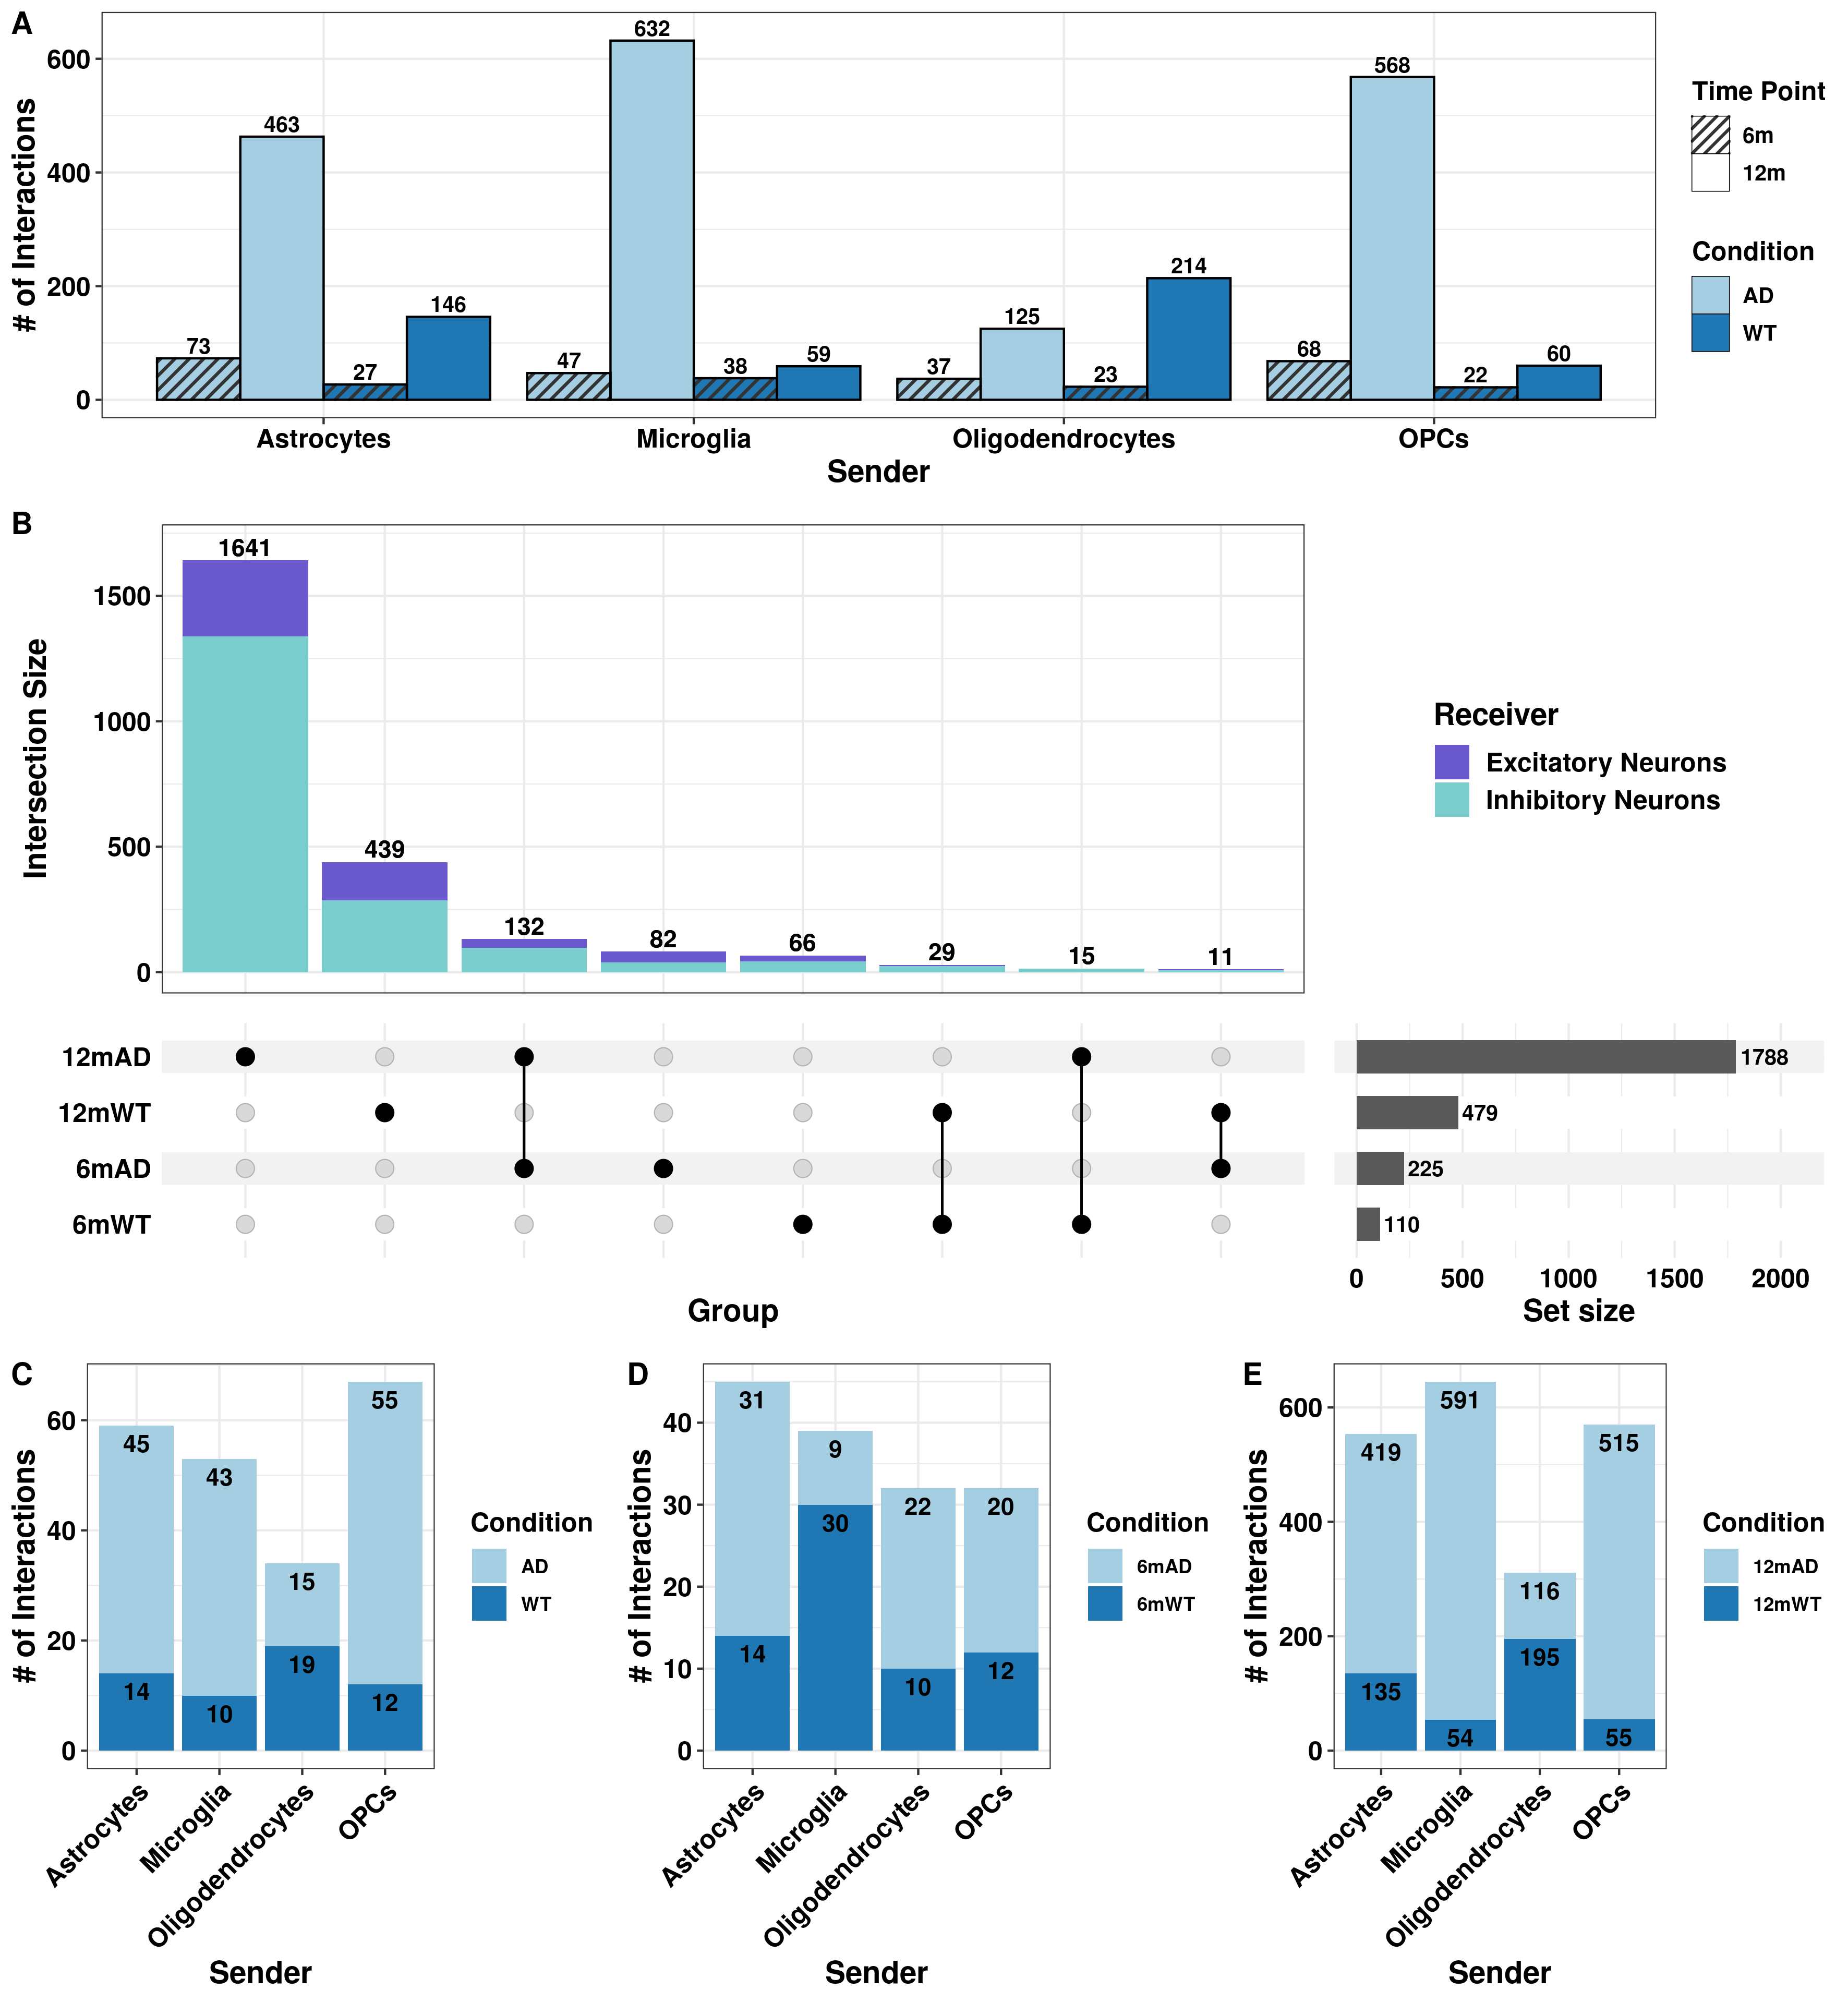 A
# of Interactions
600
400
200
0
73
463
27
146
47
632
38
59
37
125
23
214
68
568
22
60
Astrocytes
Microglia
Oligodendrocytes
OPCs
Sender
Time Point
6m
12m
Condition
AD
WT
B
Intersection Size
1500
1000
500
0
1641
439
132
82
66
29
15
11
Receiver
Excitatory Neurons
Inhibitory Neurons
12mAD
12mWT
6mAD
6mWT
Group
1788
479
225
110
0
500
1000
1500
2000
Set size
C
# of Interactions
60
40
20
0
45
14
43
10
15
19
55
12
Astrocytes
Microglia
Oligodendrocytes
OPCs
Sender
Condition
AD
WT
D
# of Interactions
40
30
20
10
0
31
14
9
30
22
10
20
12
Astrocytes
Microglia
Oligodendrocytes
OPCs
Sender
Condition
6mAD
6mWT
E
# of Interactions
600
400
200
0
419
135
591
54
116
195
515
55
Astrocytes
Microglia
Oligodendrocytes
OPCs
Sender
Condition
12mAD
12mWT